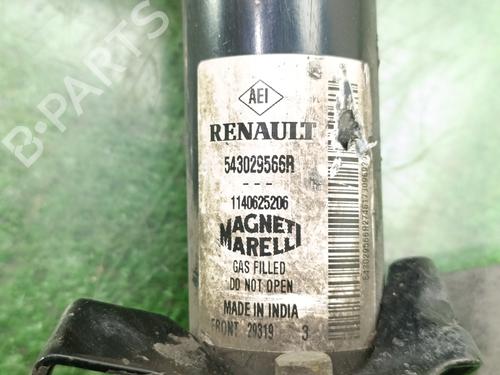 B-PARTS
AEI
RENAULT
543029566R
---
1140625206
MAGNETI
MARELLI
GAS FILLED
DO NOT OPEN
MADE IN INDIA
FRONT 29319 3